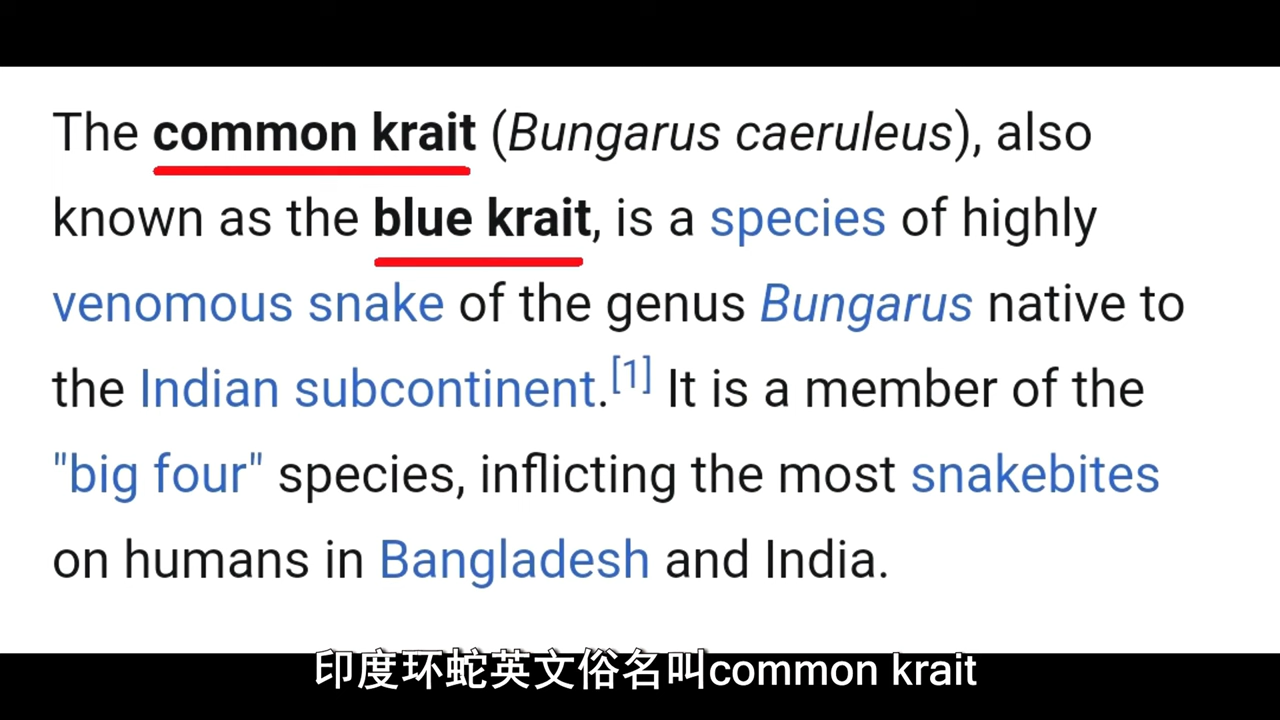 The common krait (Bungarus caeruleus), also
known as the blue krait, is a species of highly
venomous snake of the genus Bungarus native to
the Indian subcontinent.[1] It is a member of the
"big four" species, inflicting the most snakebites
on humans in Bangladesh and India.
印度环蛇英文俗名叫common krait